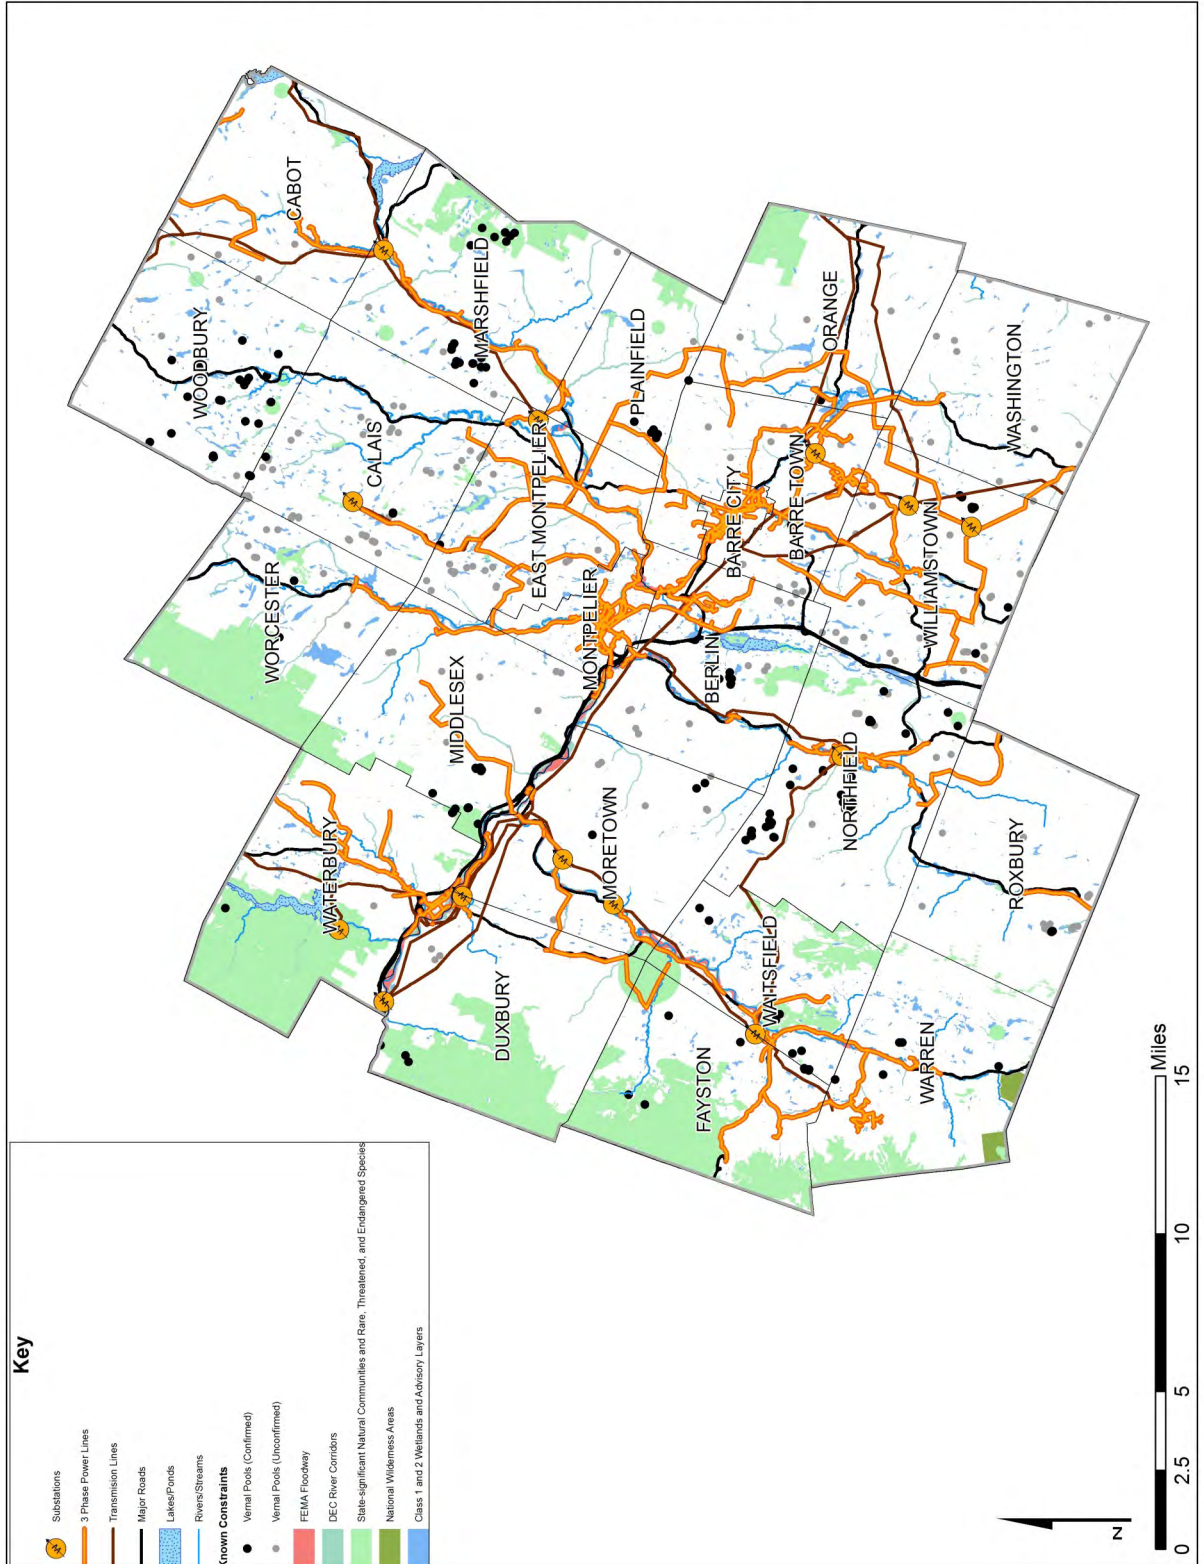 Key
Substations
3 Phase Power Lines
Transmision Lines
Major Roads
Lakes/Ponds
Rivers/Streams
Known Constraints
Vernal Pools (Confirmed)
Vernal Pools (Unconfirmed)
FEMA Floodway
DEC River Corridors
State-significant Natural Communities and Rare, Threatened, and Endangered Species
National Wilderness Areas
Class 1 and 2 Wetlands and Advisory Layers
CABOT
WOODBURY
MARSHFIELD
CALAIS
WORCESTER
PLAINFIELD
ORANGE
EAST MONTPELIER
WASHINGTON
BARRE CITY
BARRE TOWN
MONTPELIER
WILLIAMSTOWN
MIDDLESEX
BERLIN
WATERBURY
MORETOWN
NORTHFIELD
ROXBURY
DUXBURY
WAITSFIELD
FAYSTON
WARREN
N
0
2.5
5
10
15
Miles